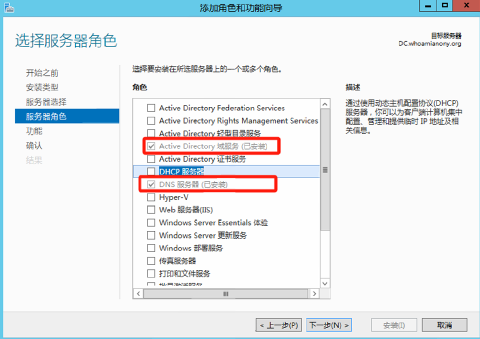 添加角色和功能向导
选择服务器角色
目标服务器
DC.whoamianony.org
开始之前
安装类型
服务器选择
服务器角色
功能
确认
结果
选择要安装在所选服务器上的一个或多个角色。
角色
Active Directory Federation Services
Active Directory Rights Management Services
Active Directory 轻型目录服务
Active Directory 域服务 (已安装)
Active Directory 证书服务
DHCP 服务器
DNS 服务器 (已安装)
Hyper-V
Web 服务器(IIS)
Windows Server Essentials 体验
Windows Server 更新服务
Windows 部署服务
传真服务器
打印和文件服务
描述
通过使用动态主机配置协议(DHCP)
服务器，你可以为客户端计算机集中
配置、管理和提供临时 IP 地址及相
关信息。
< 上一步(P)
下一步(N) >
安装(I)
取消